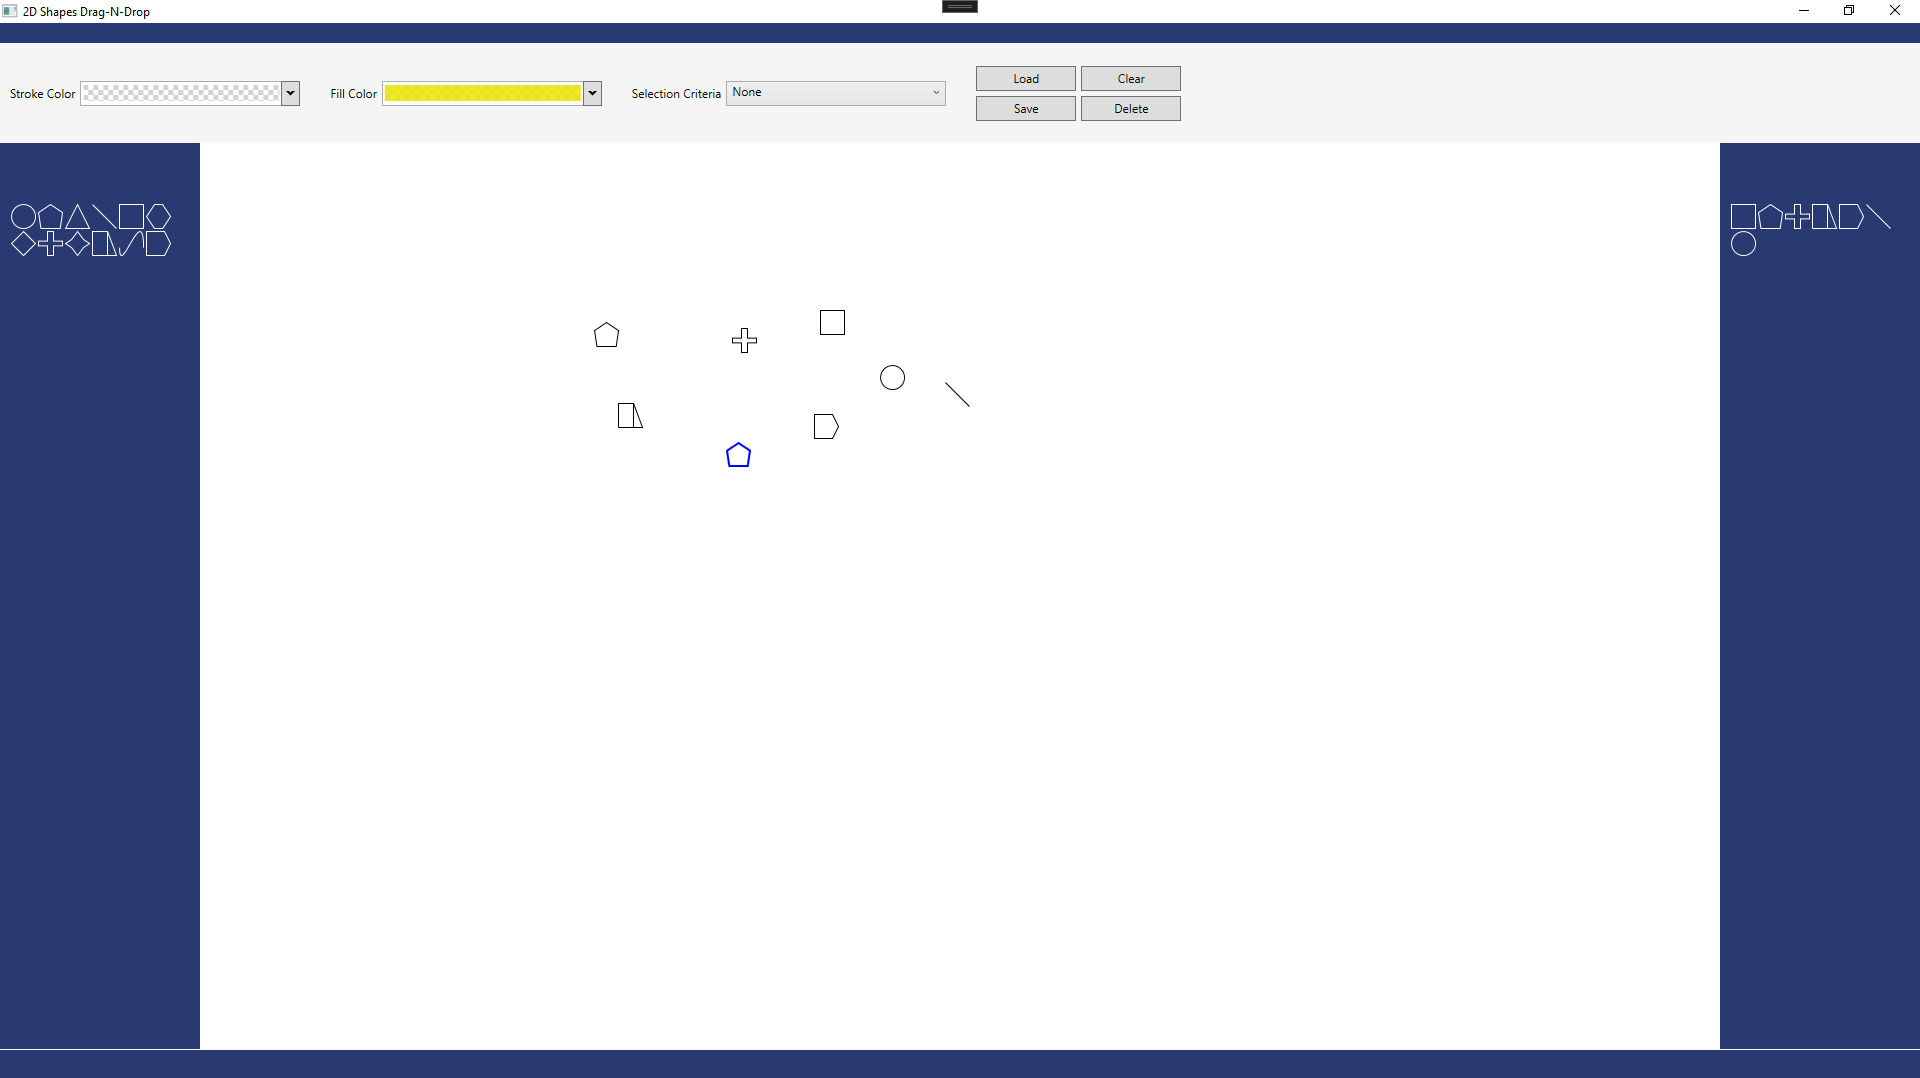 2D Shapes Drag-N-Drop
Stroke Color
Fill Color
Selection Criteria
None
Load
Clear
Save
Delete